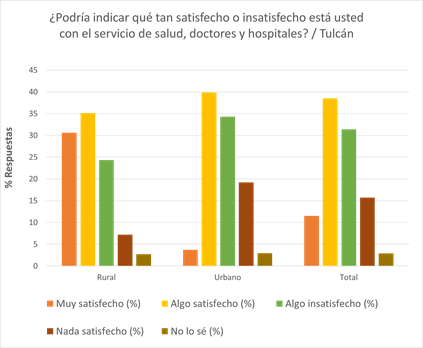 ¿Podría indicar qué tan satisfecho o insatisfecho está usted
con el servicio de salud, doctores y hospitales? / Tulcán
% Respuestas
45
40
35
30
25
20
15
10
5
0
Rural
Urbano
Total
Muy satisfecho (%)
Algo satisfecho (%)
Algo insatisfecho (%)
Nada satisfecho (%)
No lo sé (%)